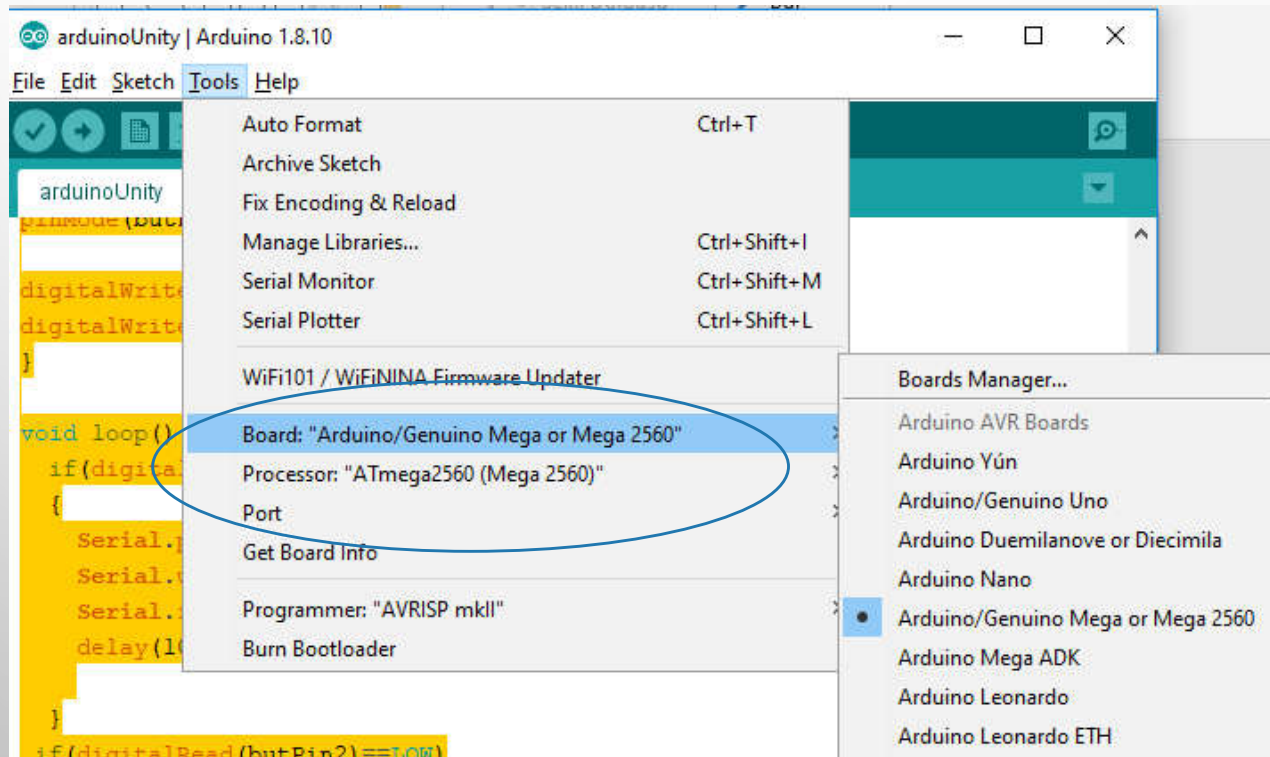 arduinoUnity | Arduino 1.8.10
File Edit Sketch Tools Help
Auto Format Ctrl+T
Archive Sketch
arduinoUnity
Fix Encoding & Reload
Manage Libraries... Ctrl+Shift+I
Serial Monitor Ctrl+Shift+M
digitalWrite
Serial Plotter Ctrl+Shift+L
digitalWrite
}
WiFi101 / WiFiNINA Firmware Updater
Board: "Arduino/Genuino Mega or Mega 2560"
void loop()
Processor: "ATmega2560 (Mega 2560)"
if(digital
Port
{
Get Board Info
Serial.
Serial.
Programmer: "AVRISP mkII"
Serial.
Burn Bootloader
delay(10
}
if(digitalRead(butPin2)==LOW)
Boards Manager...
Arduino AVR Boards
Arduino Yún
Arduino/Genuino Uno
Arduino Duemilanove or Diecimila
Arduino Nano
Arduino/Genuino Mega or Mega 2560
Arduino Mega ADK
Arduino Leonardo
Arduino Leonardo ETH